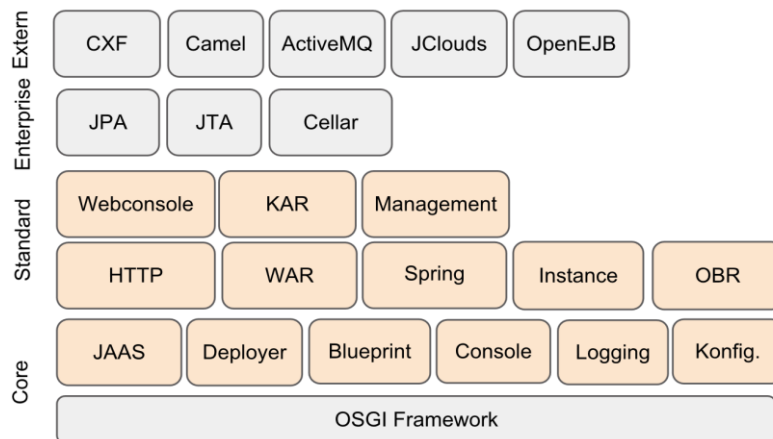 Extern
CXF
Camel
ActiveMQ
JClouds
OpenEJB
Enterprise
JPA
JTA
Cellar
Standard
Webconsole
KAR
Management
HTTP
WAR
Spring
Instance
OBR
Core
JAAS
Deployer
Blueprint
Console
Logging
Konfig.
OSGI Framework